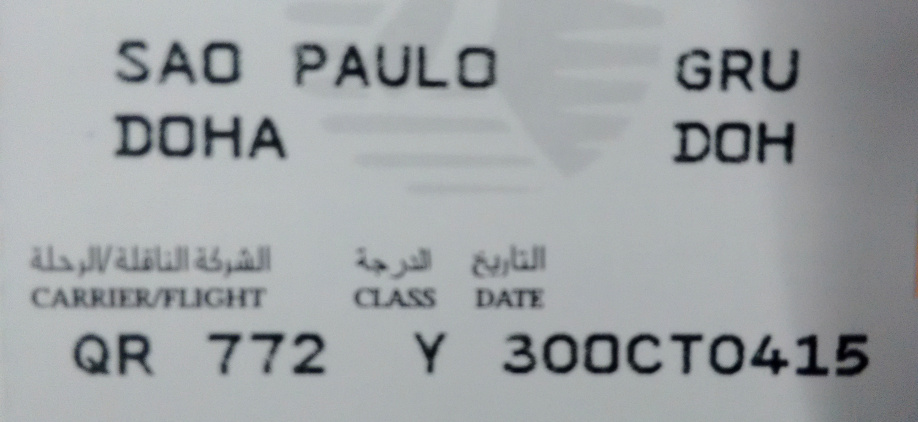 SAO PAULO GRU
DOHA DOH
الشركة الناقلة/الرحلة الدرجة التاريخ
CARRIER/FLIGHT CLASS DATE
QR 772 Y 30OCT0415